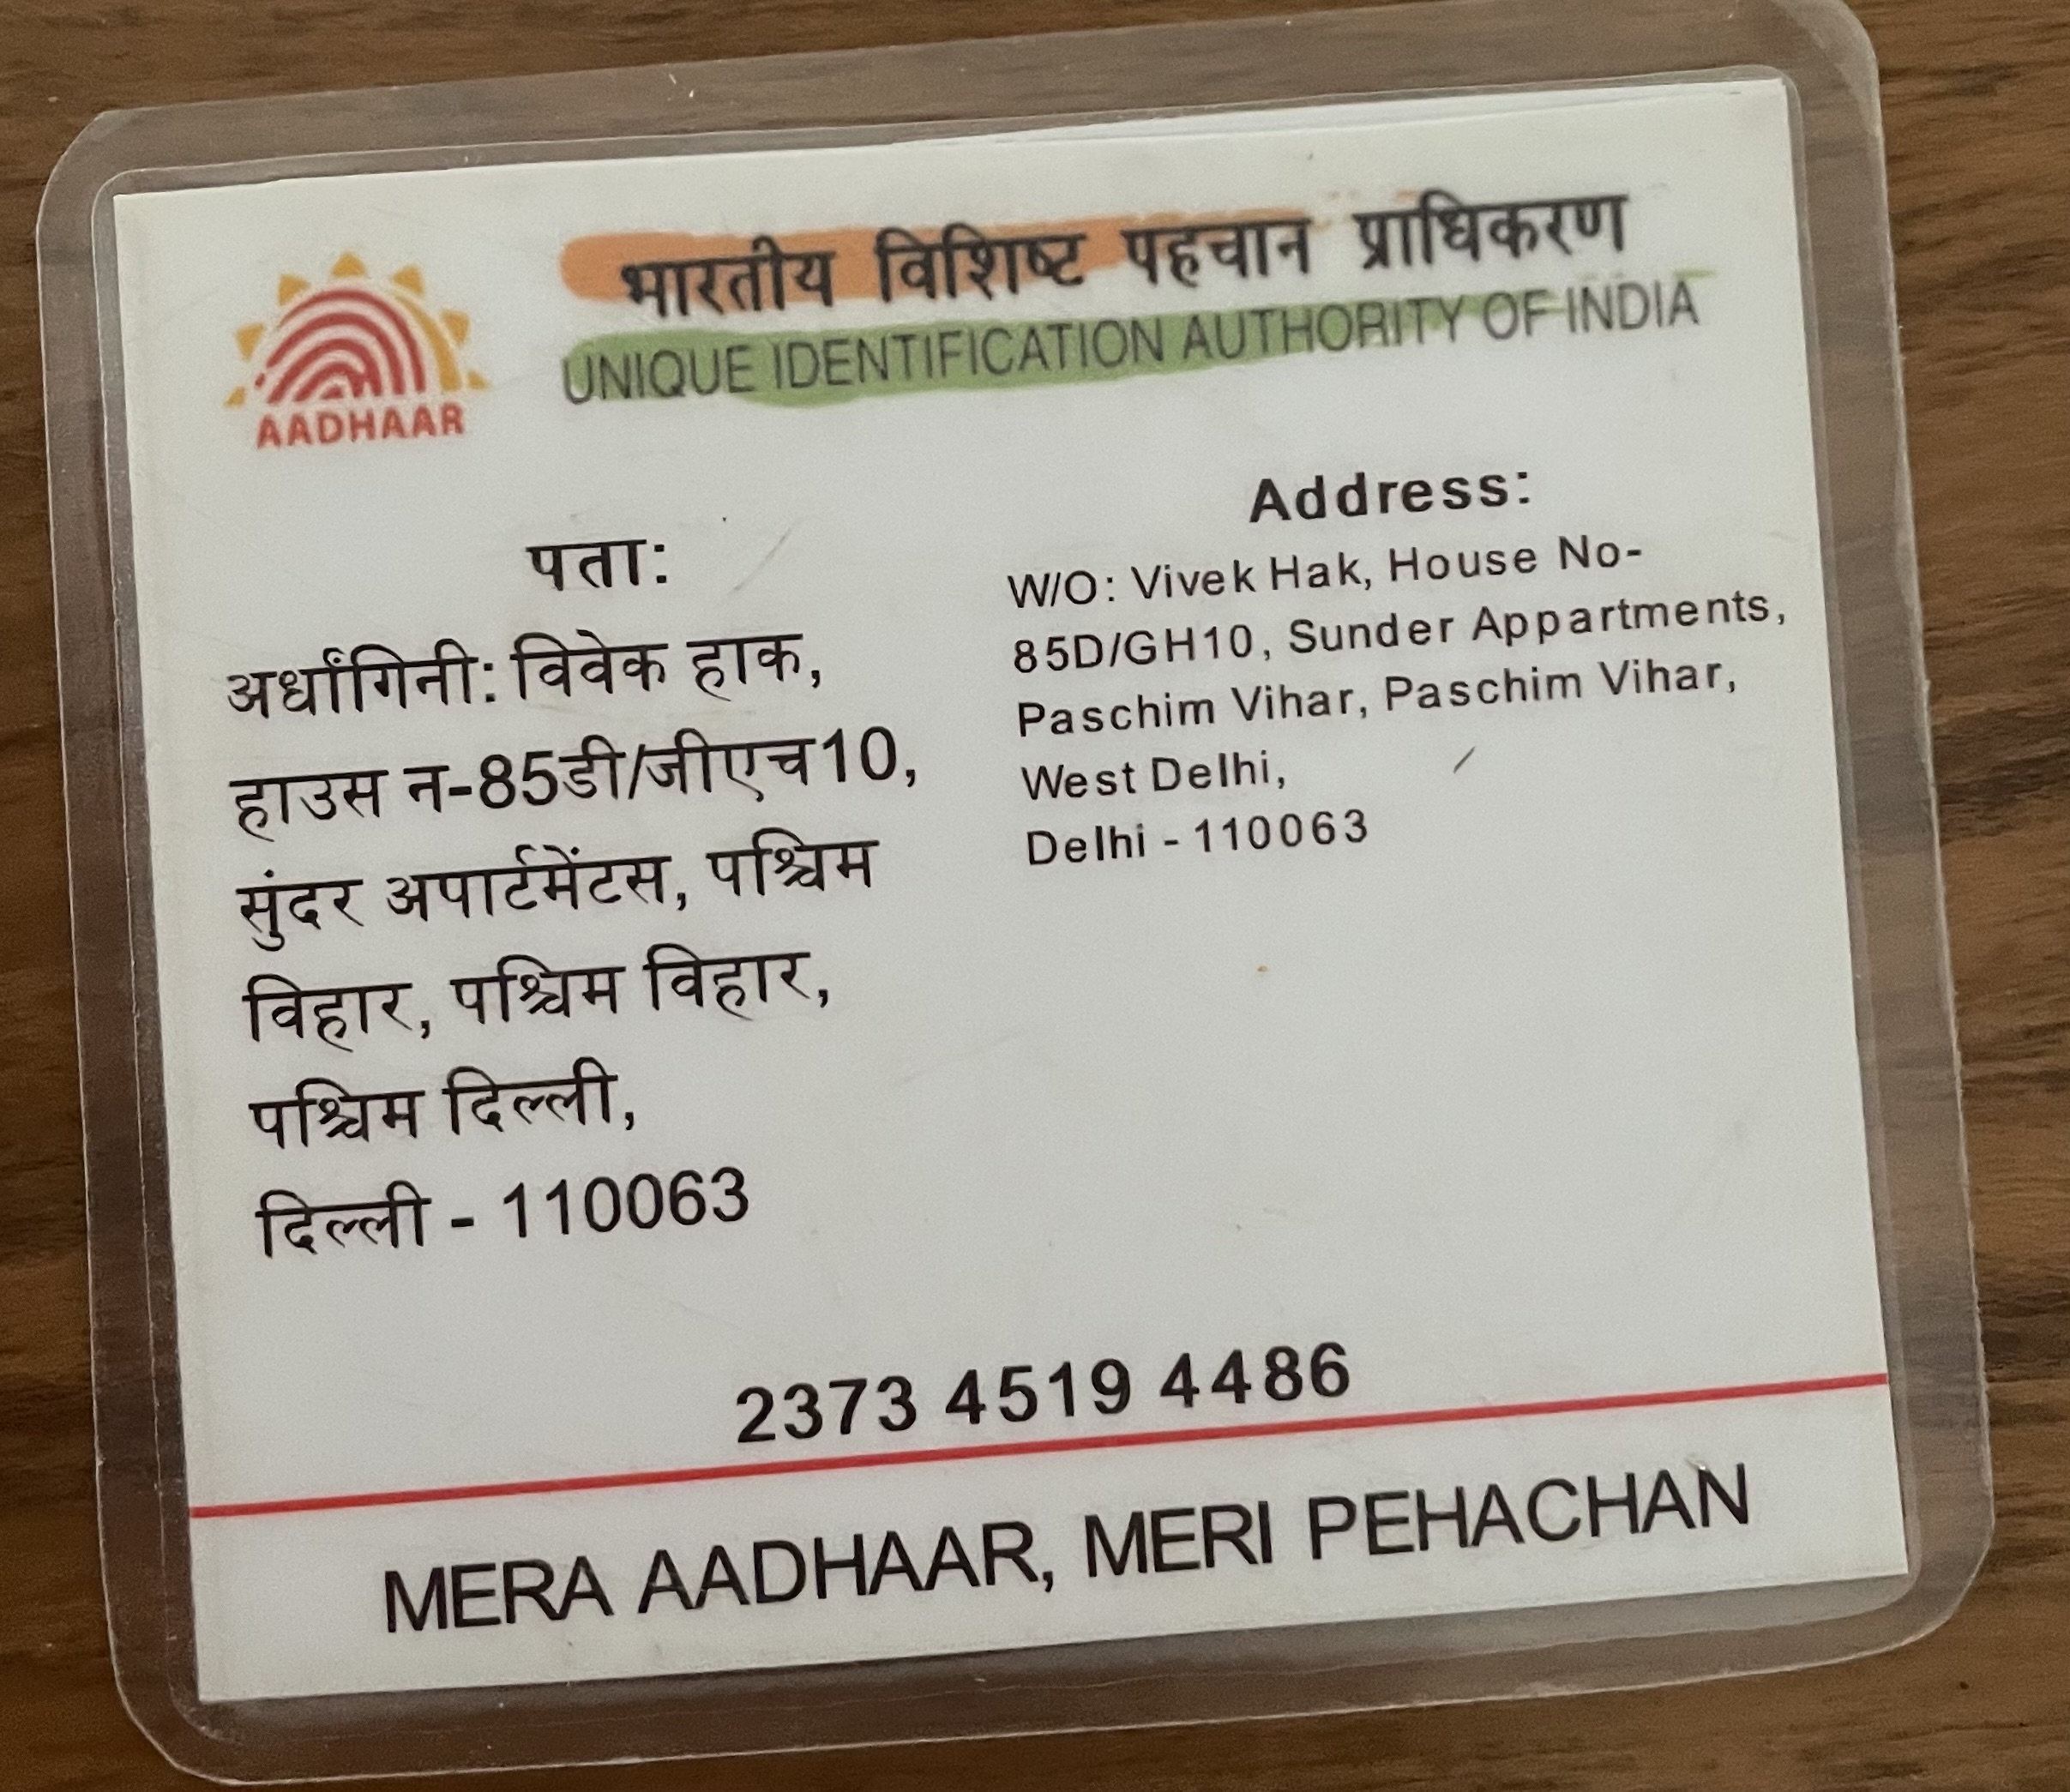 भारतीय विशिष्ट पहचान प्राधिकरण
UNIQUE IDENTIFICATION AUTHORITY OF INDIA
AADHAAR
पता:
अर्धांगिनी: विवेक हाक,
हाउस न-85डी/जीएच10,
सुंदर अपार्टमेंटस, पश्चिम
विहार, पश्चिम विहार,
पश्चिम दिल्ली,
दिल्ली - 110063
Address:
W/O: Vivek Hak, House No-
85D/GH10, Sunder Appartments,
Paschim Vihar, Paschim Vihar,
West Delhi,
Delhi - 110063
2373 4519 4486
MERA AADHAAR, MERI PEHACHAN